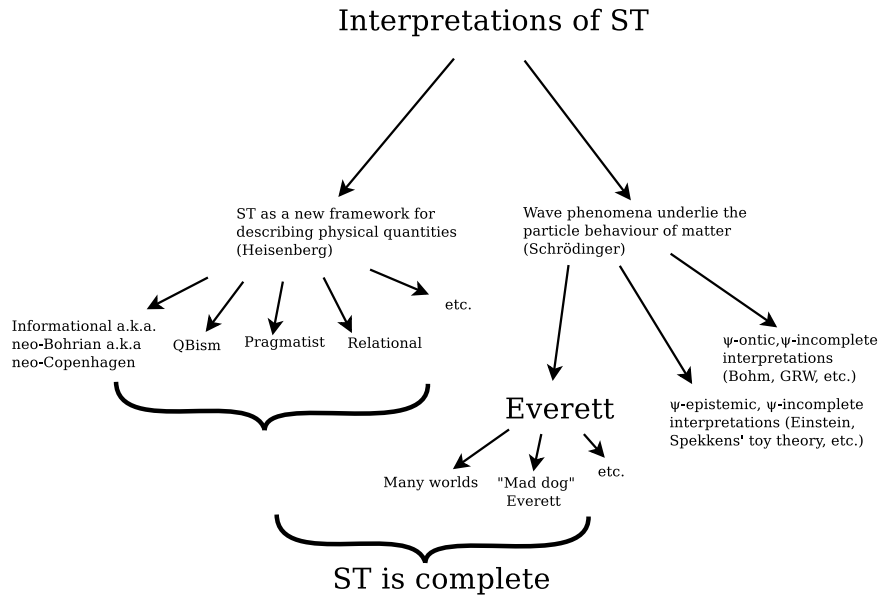 Interpretations of ST
ST as a new framework for
describing physical quantities
(Heisenberg)
Wave phenomena underlie the
particle behaviour of matter
(Schrödinger)
Informational a.k.a.
neo-Bohrian a.k.a
neo-Copenhagen
QBism
Pragmatist
Relational
etc.
ψ-ontic,ψ-incomplete
interpretations
(Bohm, GRW, etc.)
ψ-epistemic, ψ-incomplete
interpretations (Einstein,
Spekkens' toy theory, etc.)
Everett
Many worlds
"Mad dog"
Everett
etc.
ST is complete